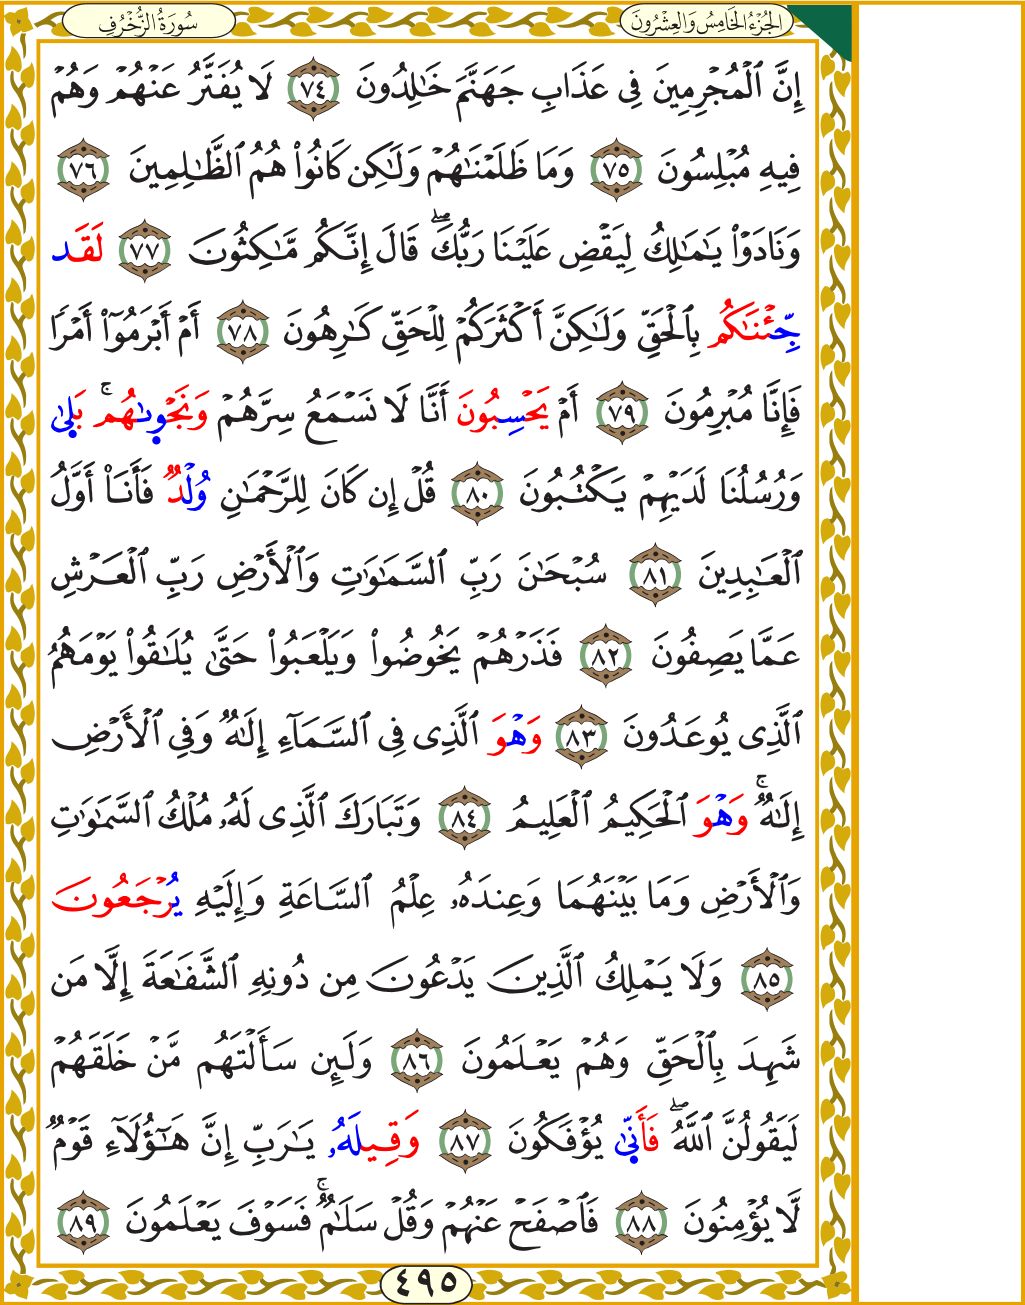 الجُزْءُ الخَامِسُ وَالعِشْرُونَ سُورَةُ الزُّخْرُفِ
إِنَّ ٱلْمُجْرِمِينَ فِى عَذَابِ جَهَنَّمَ خَٰلِدُونَ ٧٤ لَا يُفَتَّرُ عَنْهُمْ وَهُمْ
فِيهِ مُبْلِسُونَ ٧٥ وَمَا ظَلَمْنَٰهُمْ وَلَٰكِن كَانُوا۟ هُمُ ٱلظَّٰلِمِينَ ٧٦
وَنَادَوْا۟ يَٰمَٰلِكُ لِيَقْضِ عَلَيْنَا رَبُّكَ ۖ قَالَ إِنَّكُم مَّٰكِثُونَ ٧٧ لَقَد
جِّئْنَٰكُم بِٱلْحَقِّ وَلَٰكِنَّ أَكْثَرَكُمْ لِلْحَقِّ كَٰرِهُونَ ٧٨ أَمْ أَبْرَمُوٓا۟ أَمْرًا
فَإِنَّا مُبْرِمُونَ ٧٩ أَمْ يَحْسِبُونَ أَنَّا لَا نَسْمَعُ سِرَّهُمْ وَنَجْوىٰهُم ۚ بَلىٰ
وَرُسُلُنَا لَدَيْهِمْ يَكْتُبُونَ ٨٠ قُلْ إِن كَانَ لِلرَّحْمَٰنِ وُلْدٌ فَأَنَا۠ أَوَّلُ
ٱلْعَٰبِدِينَ ٨١ سُبْحَٰنَ رَبِّ ٱلسَّمَٰوَٰتِ وَٱلْأَرْضِ رَبِّ ٱلْعَرْشِ
عَمَّا يَصِفُونَ ٨٢ فَذَرْهُمْ يَخُوضُوا۟ وَيَلْعَبُوا۟ حَتَّىٰ يُلَٰقُوا۟ يَوْمَهُمُ
ٱلَّذِى يُوعَدُونَ ٨٣ وَهْوَ ٱلَّذِى فِى ٱلسَّمَآءِ إِلَٰهٌ وَفِى ٱلْأَرْضِ
إِلَٰهٌ ۚ وَهْوَ ٱلْحَكِيمُ ٱلْعَلِيمُ ٨٤ وَتَبَارَكَ ٱلَّذِى لَهُۥ مُلْكُ ٱلسَّمَٰوَٰتِ
وَٱلْأَرْضِ وَمَا بَيْنَهُمَا وَعِندَهُۥ عِلْمُ ٱلسَّاعَةِ وَإِلَيْهِ يُرْجَعُونَ
٨٥ وَلَا يَمْلِكُ ٱلَّذِينَ يَدْعُونَ مِن دُونِهِ ٱلشَّفَٰعَةَ إِلَّا مَن
شَهِدَ بِٱلْحَقِّ وَهُمْ يَعْلَمُونَ ٨٦ وَلَئِن سَأَلْتَهُم مَّنْ خَلَقَهُمْ
لَيَقُولُنَّ ٱللَّهُ ۖ فَأَنّىٰ يُؤْفَكُونَ ٨٧ وَقِيلَهُۥ يَٰرَبِّ إِنَّ هَٰٓؤُلَآءِ قَوْمٌ
لَّا يُؤْمِنُونَ ٨٨ فَٱصْفَحْ عَنْهُمْ وَقُلْ سَلَٰمٌ ۚ فَسَوْفَ يَعْلَمُونَ ٨٩
٤٩٥